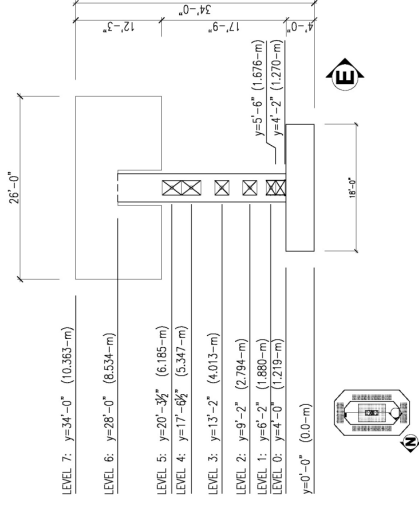 34'-0"
12'-3"
17'-9"
4'-0"
26'-0"
LEVEL 7: y=34'-0" (10.363-m)
LEVEL 6: y=28'-0" (8.534-m)
LEVEL 5: y=20'-3½" (6.185-m)
LEVEL 4: y=17'-6½" (5.347-m)
LEVEL 3: y=13'-2" (4.013-m)
LEVEL 2: y=9'-2" (2.794-m)
LEVEL 1: y=6'-2" (1.880-m)
LEVEL 0: y=4'-0" (1.219-m)
y=0'-0" (0.0-m)
y=5'-6" (1.676-m)
y=4'-2" (1.270-m)
18'-0"
E
N